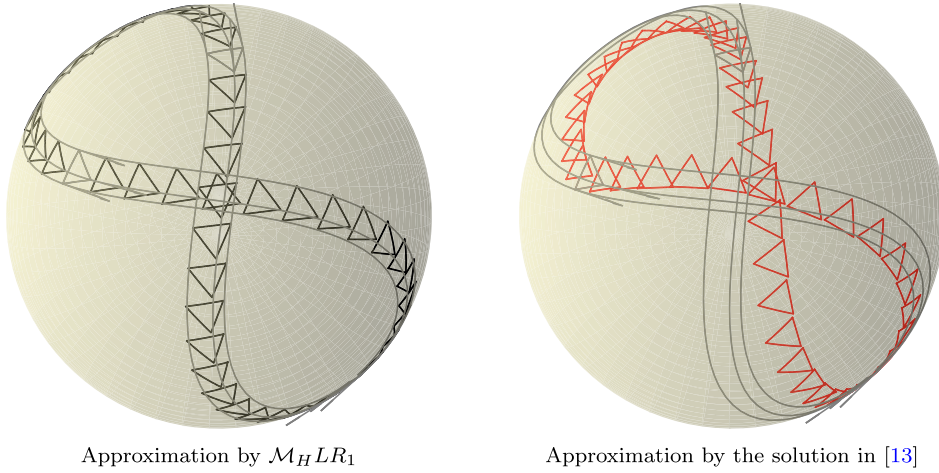 Approximation by $\mathcal{M}_H LR_1$
Approximation by the solution in [13]